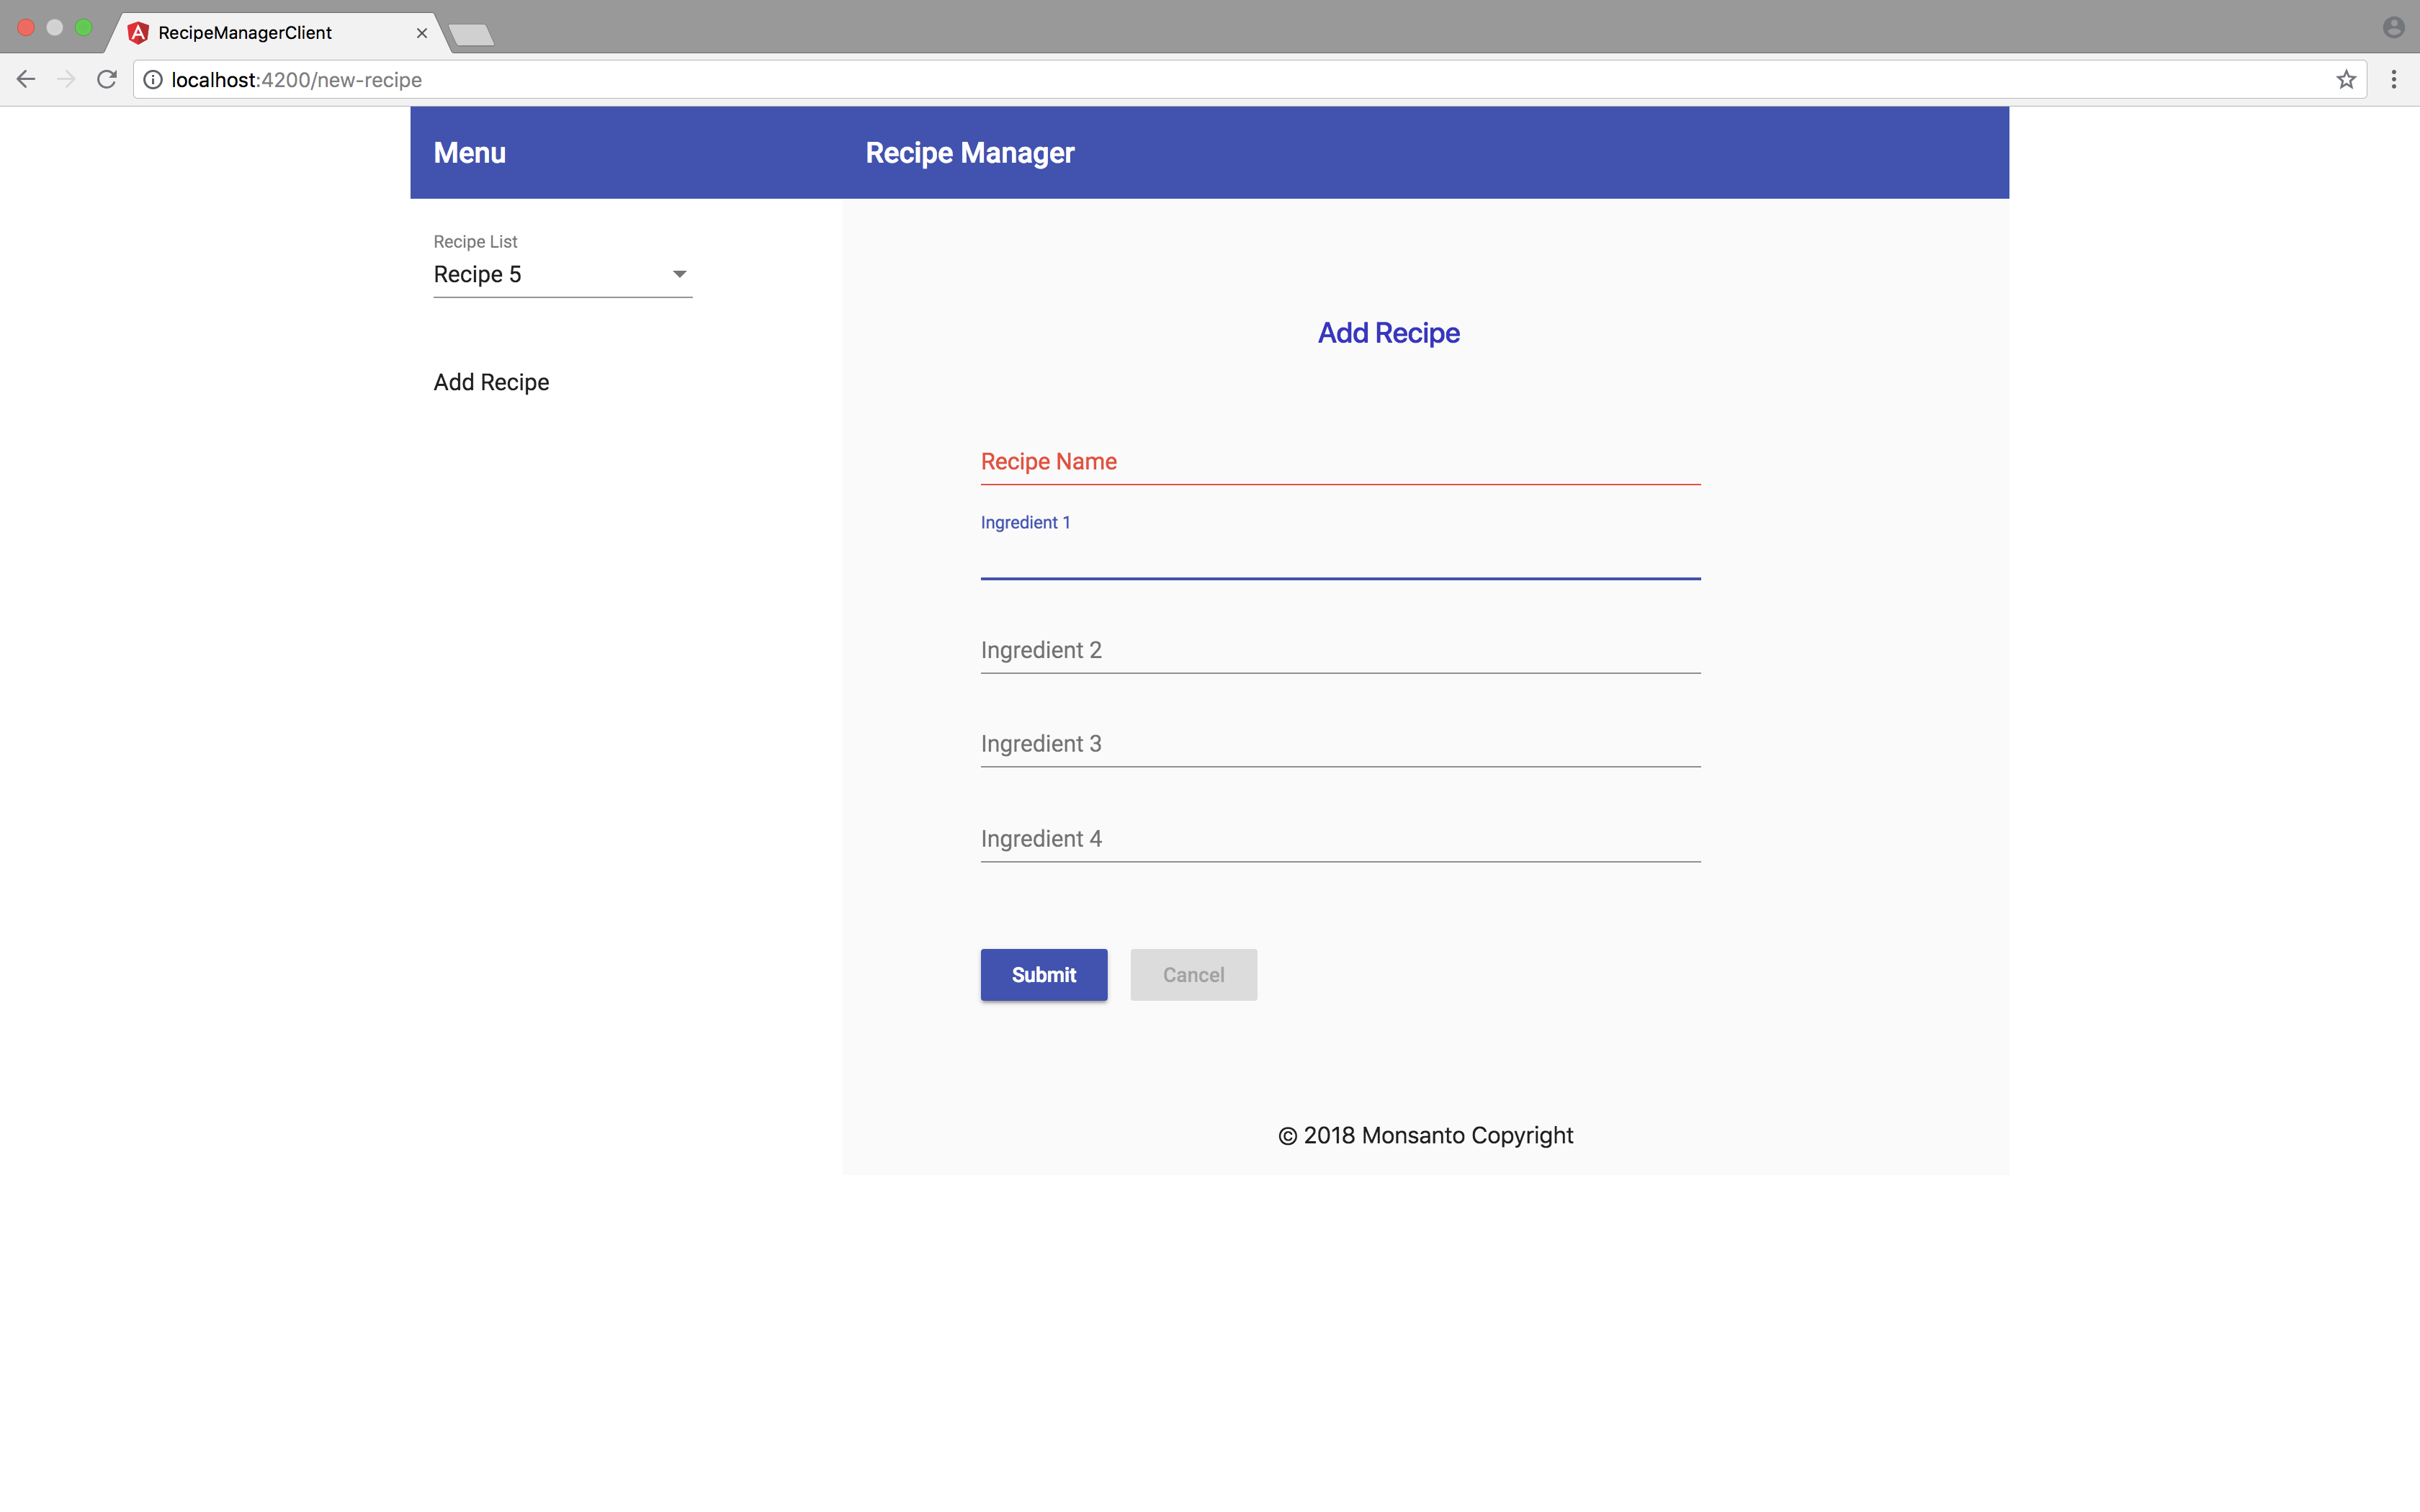 RecipeManagerClient
localhost:4200/new-recipe
Menu
Recipe Manager
Recipe List
Recipe 5
Add Recipe
Add Recipe
Recipe Name
Ingredient 1
Ingredient 2
Ingredient 3
Ingredient 4
Submit
Cancel
© 2018 Monsanto Copyright